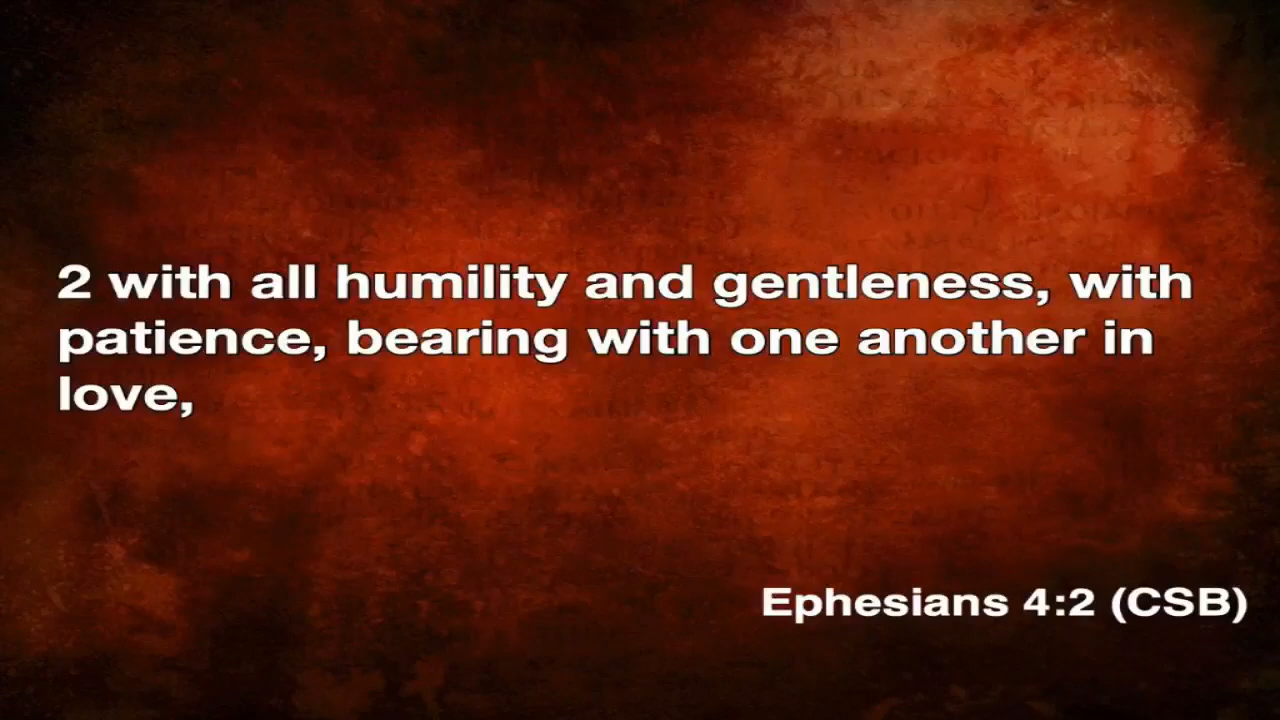 2 with all humility and gentleness, with
patience, bearing with one another in
love,
Ephesians 4:2 (CSB)